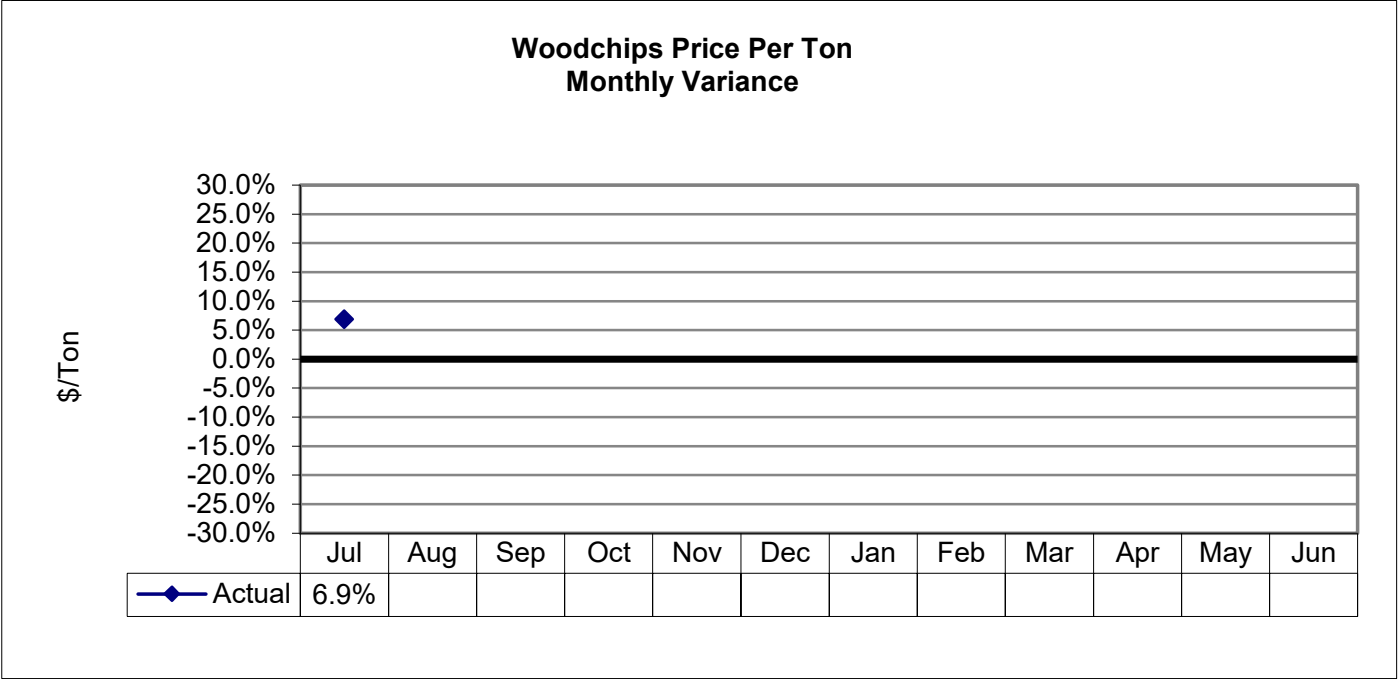 Woodchips Price Per Ton
Monthly Variance
30.0%
25.0%
20.0%
15.0%
10.0%
5.0%
0.0%
-5.0%
-10.0%
-15.0%
-20.0%
-25.0%
-30.0%
$/Ton
Jul Aug Sep Oct Nov Dec Jan Feb Mar Apr May Jun
Actual 6.9%